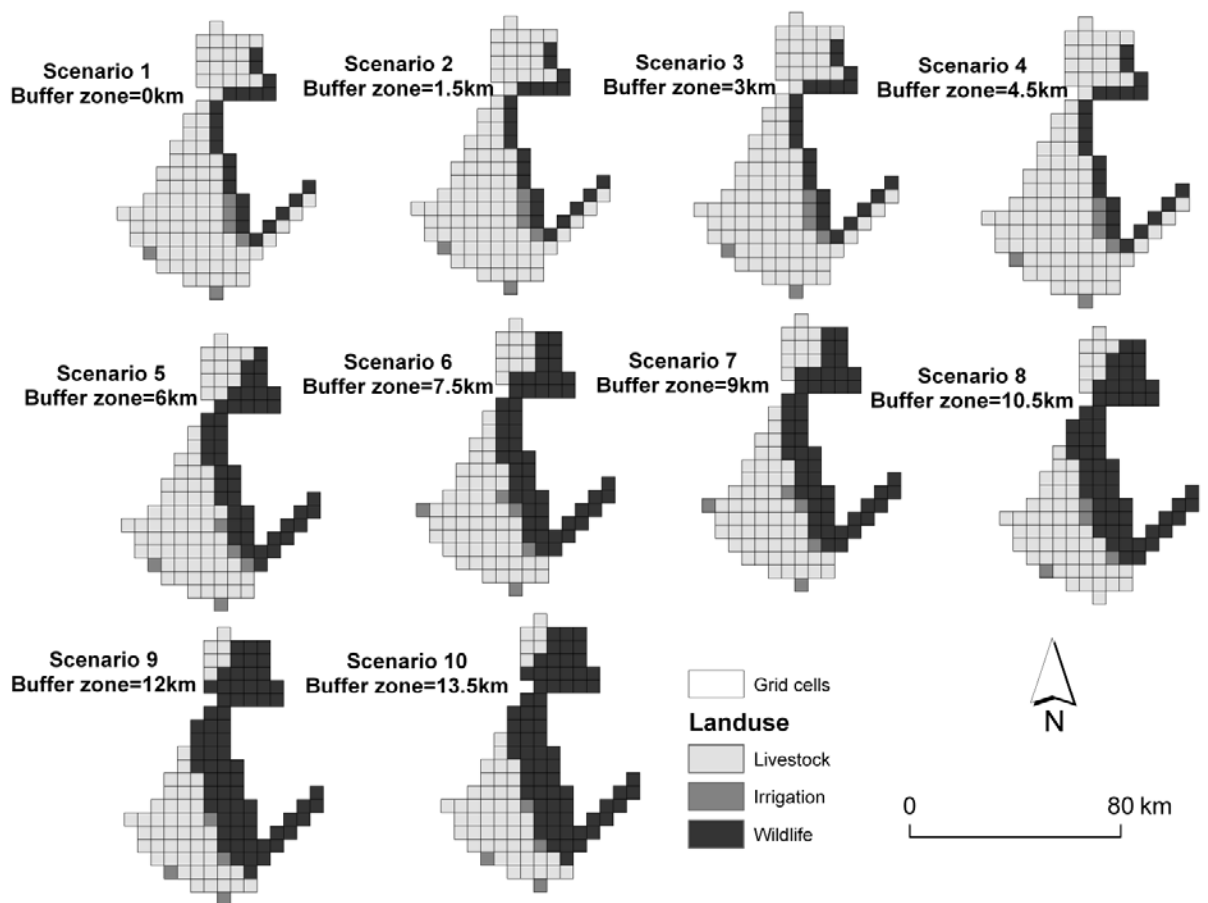 Scenario 1
Buffer zone=0km
Scenario 2
Buffer zone=1.5km
Scenario 3
Buffer zone=3km
Scenario 4
Buffer zone=4.5km
Scenario 5
Buffer zone=6km
Scenario 6
Buffer zone=7.5km
Scenario 7
Buffer zone=9km
Scenario 8
Buffer zone=10.5km
Scenario 9
Buffer zone=12km
Scenario 10
Buffer zone=13.5km
Grid cells
Landuse
Livestock
Irrigation
Wildlife
N
0 80 km